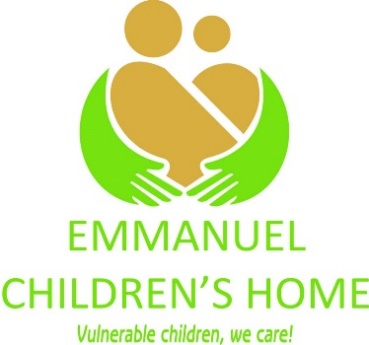 EMMANUEL
CHILDREN’S HOME
Vulnerable children, we care!